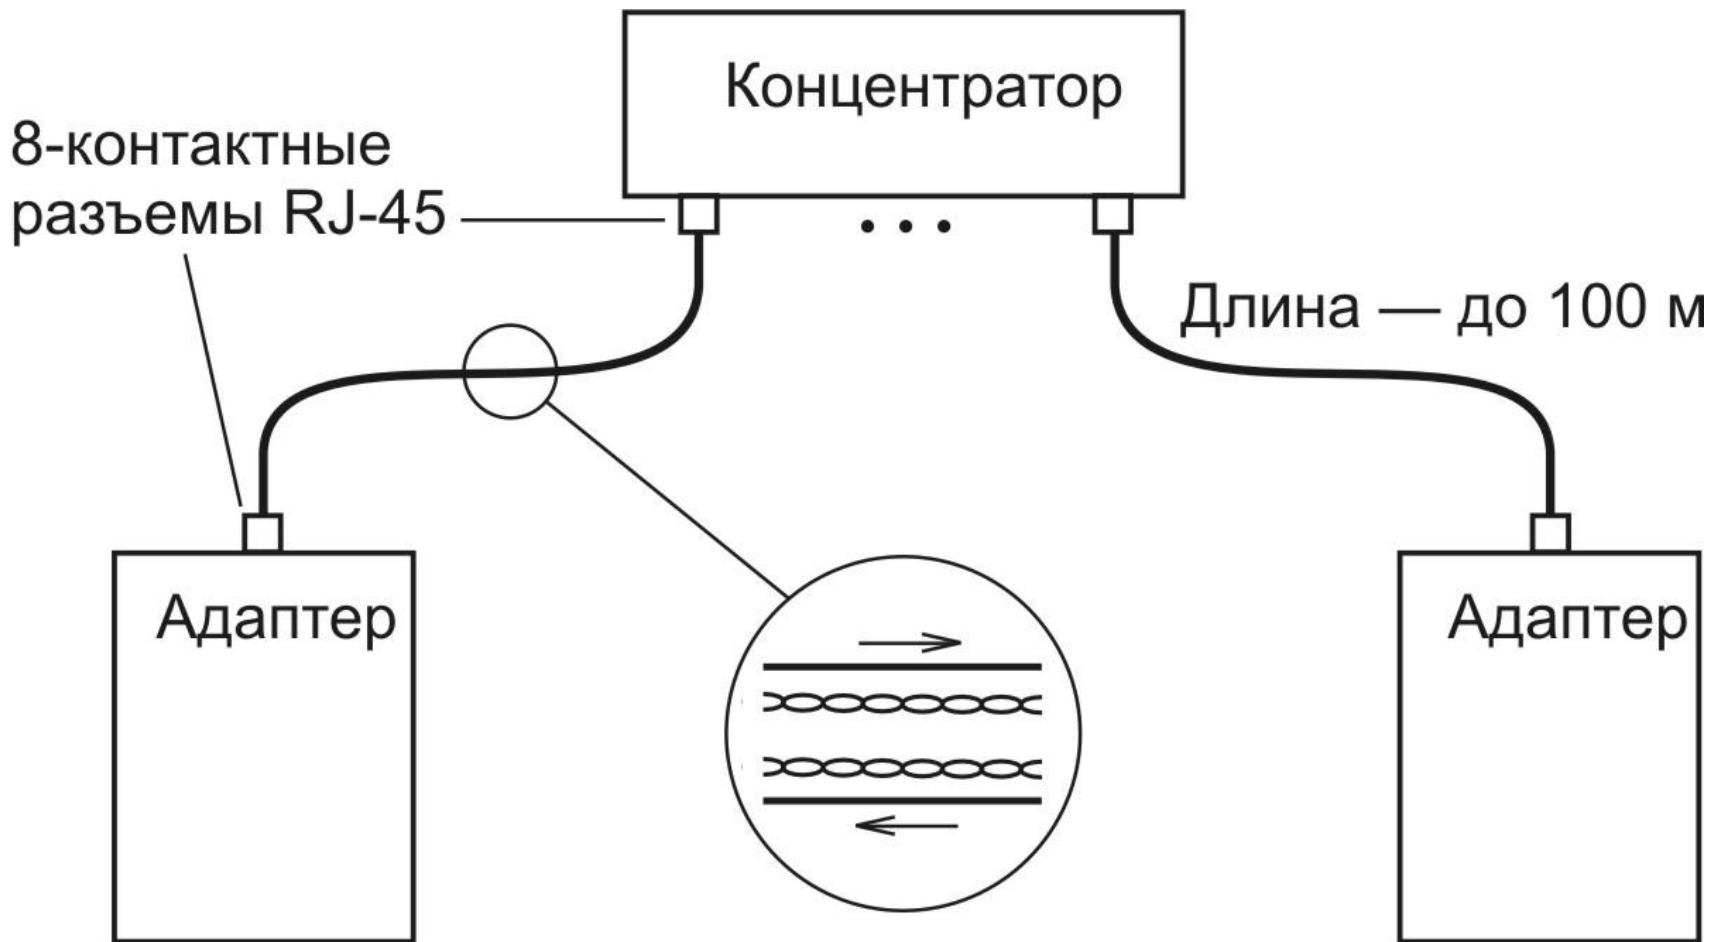 Концентратор
8-контактные
разъемы RJ-45
Длина — до 100 м
Адаптер
Адаптер